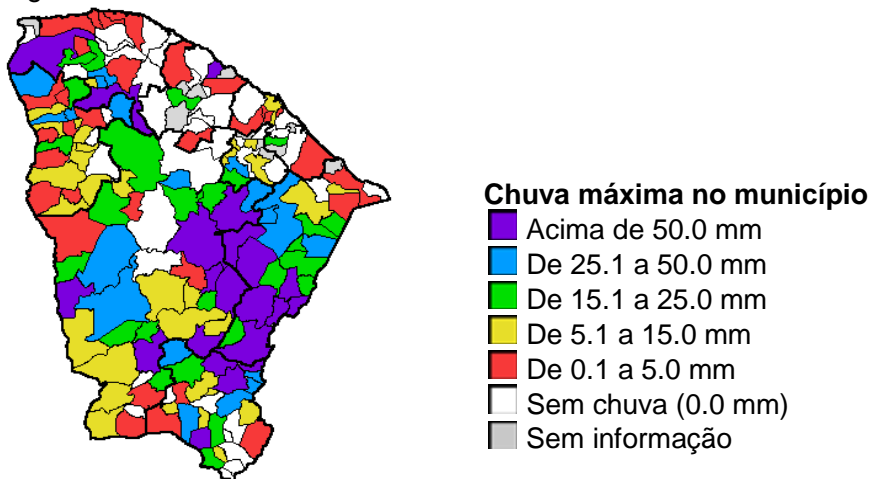 Chuva máxima no município
Acima de 50.0 mm
De 25.1 a 50.0 mm
De 15.1 a 25.0 mm
De 5.1 a 15.0 mm
De 0.1 a 5.0 mm
Sem chuva (0.0 mm)
Sem informação